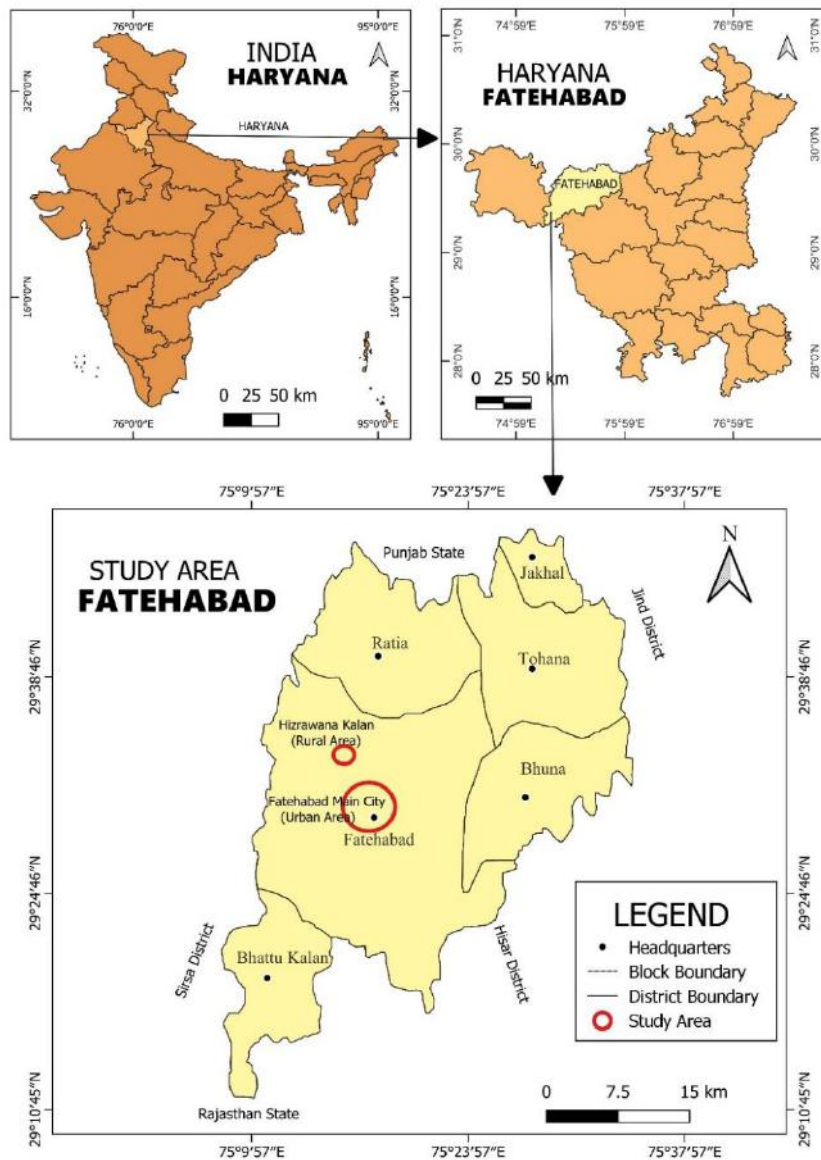 76°0'0"E
95°0'0"E
INDIA
HARYANA
32°0'0"N
32°0'0"N
HARYANA
16°0'0"N
16°0'0"N
0 25 50 km
76°0'0"E
95°0'0"E
74°59'E
75°59'E
76°59'E
31°0'N
31°0'N
HARYANA
FATEHABAD
30°0'N
30°0'N
FATEHABAD
29°0'N
29°0'N
28°0'N
28°0'N
0 25 50 km
74°59'E
75°59'E
76°59'E
75°9'57"E
75°23'57"E
75°37'57"E
STUDY AREA
FATEHABAD
Punjab State
N
Jakhal
Jind District
Ratia
Tohana
29°38'46"N
29°38'46"N
Hizrawana Kalan
(Rural Area)
Bhuna
Fatehabad Main City
(Urban Area)
Fatehabad
29°24'46"N
29°24'46"N
Sirsa District
Bhattu Kalan
Hisar District
LEGEND
Headquarters
Block Boundary
District Boundary
Study Area
0 7.5 15 km
29°10'45"N
29°10'45"N
Rajasthan State
75°9'57"E
75°23'57"E
75°37'57"E